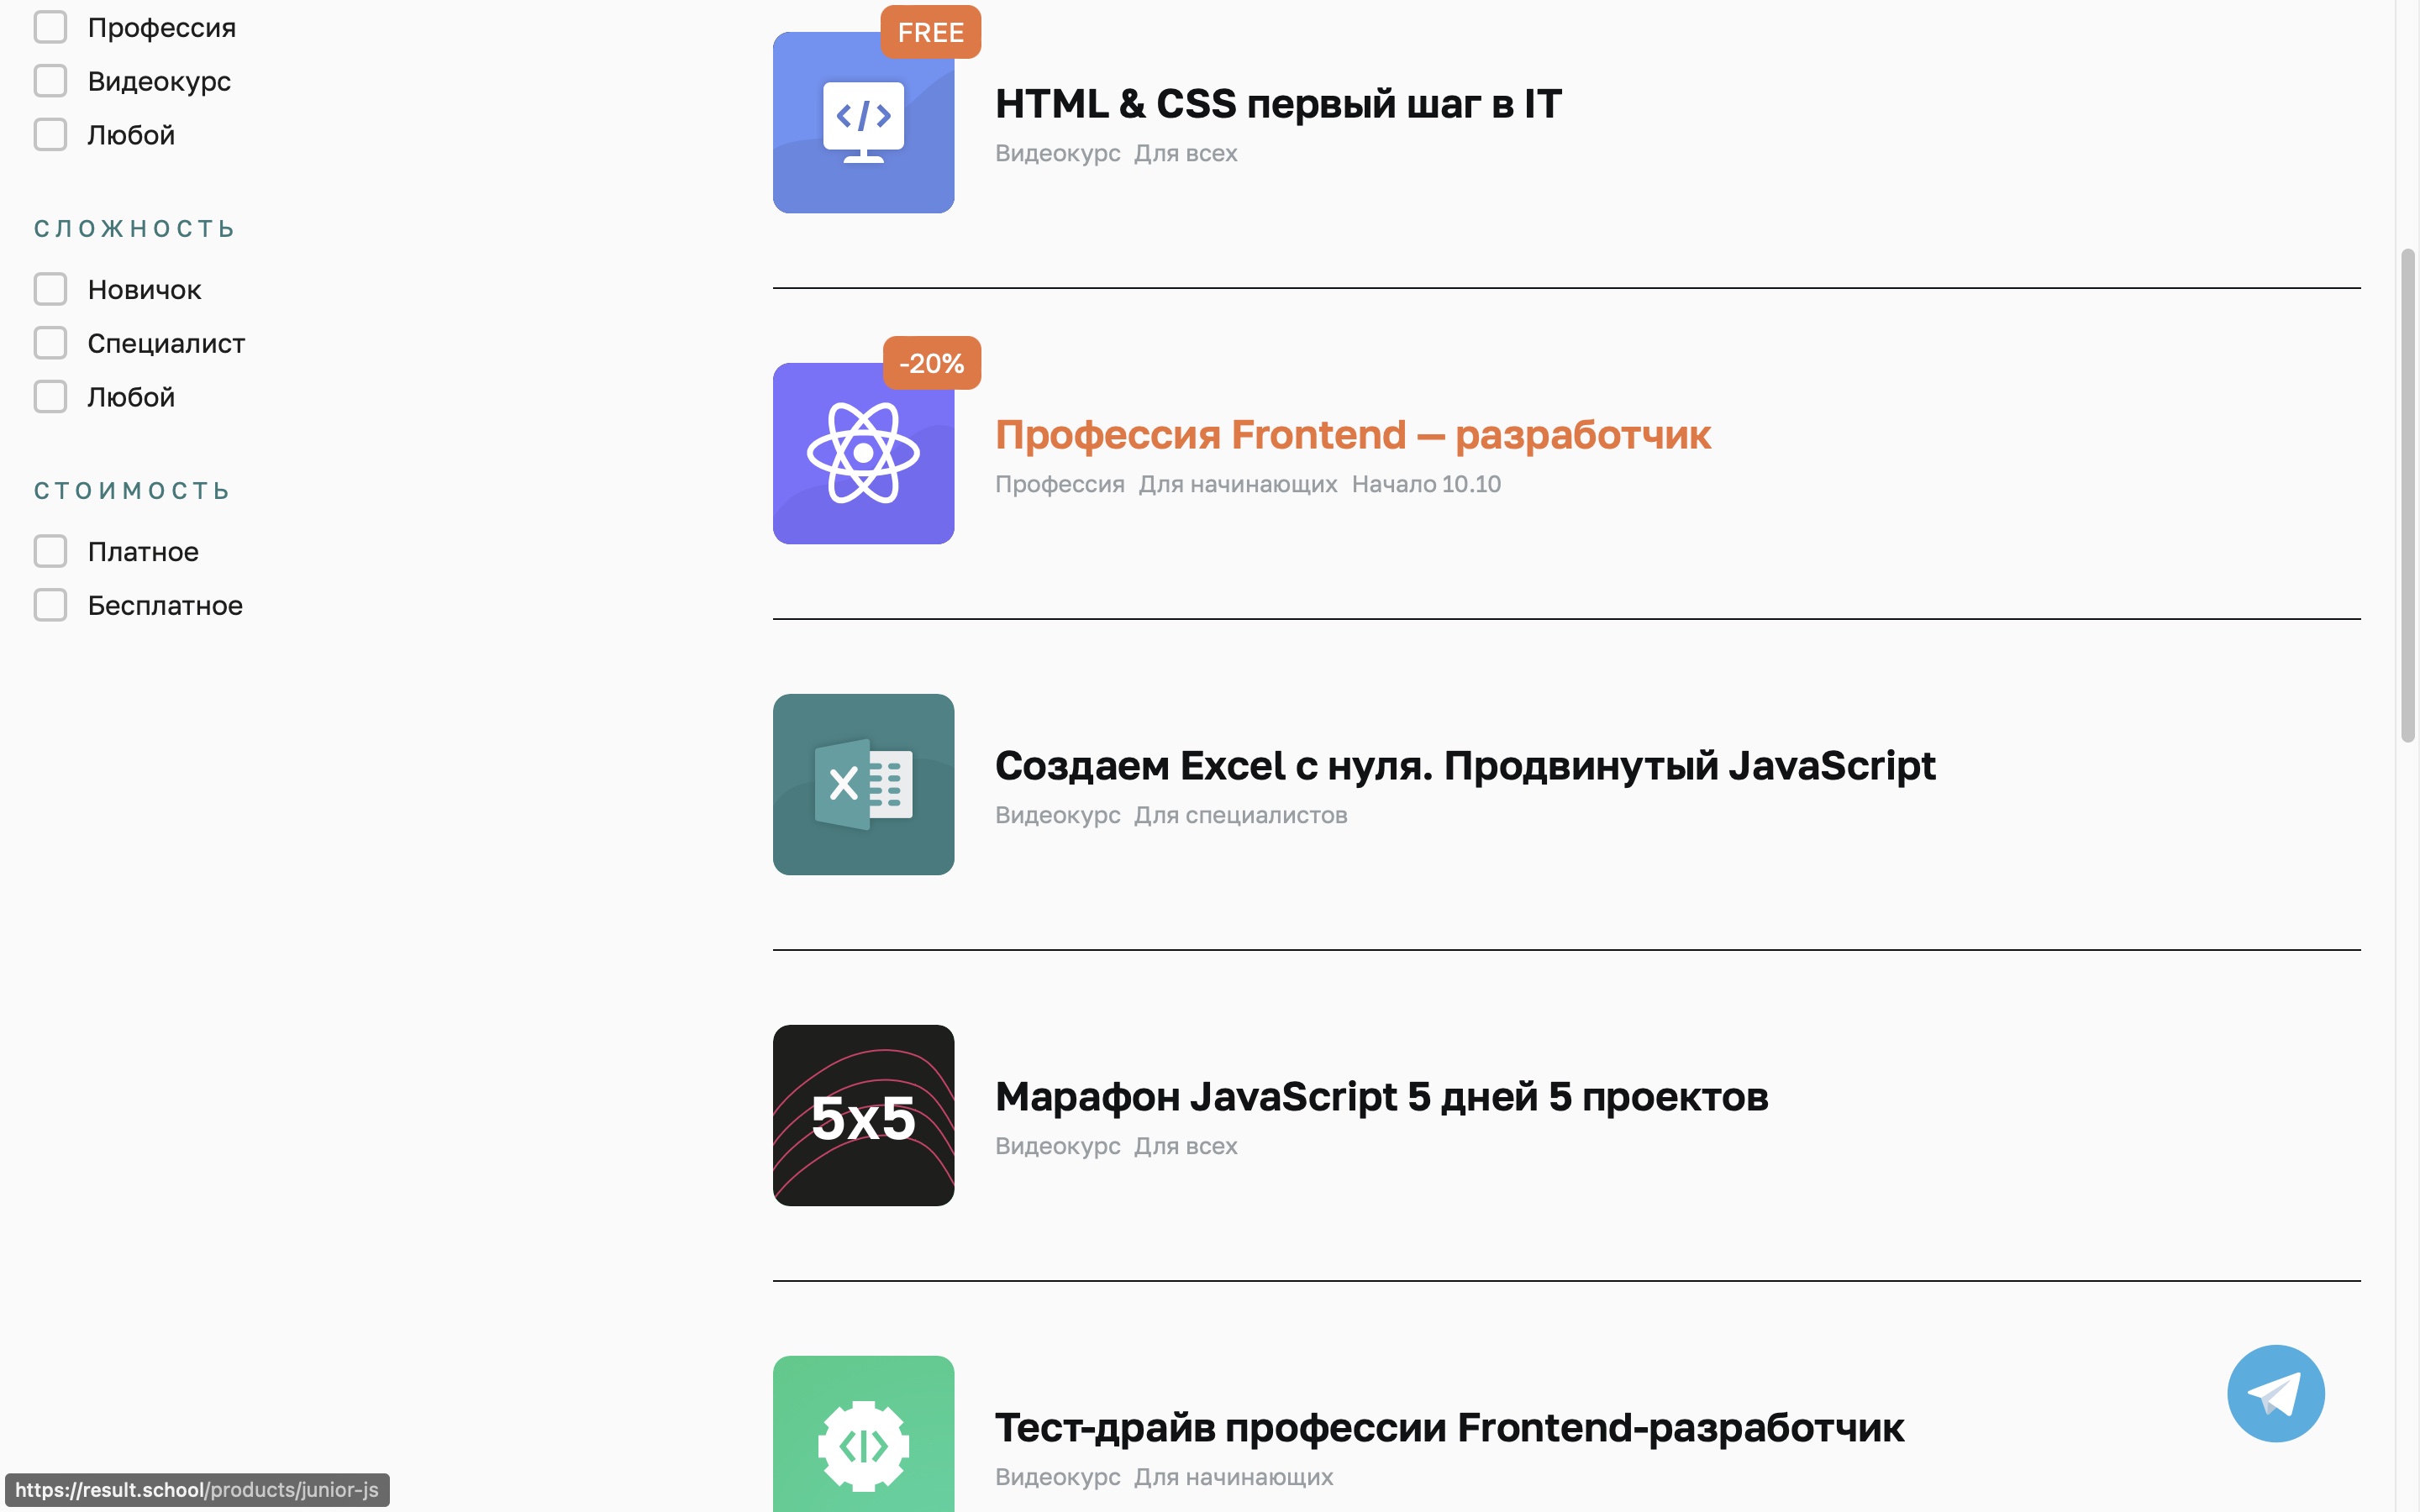 Профессия
Видеокурс
Любой
СЛОЖНОСТЬ
Новичок
Специалист
Любой
СТОИМОСТЬ
Платное
Бесплатное
FREE
</>
HTML & CSS первый шаг в IT
Видеокурс Для всех
-20%
Профессия Frontend — разработчик
Профессия Для начинающих Начало 10.10
X
Создаем Excel с нуля. Продвинутый JavaScript
Видеокурс Для специалистов
5x5
Марафон JavaScript 5 дней 5 проектов
Видеокурс Для всех
<|>
Тест-драйв профессии Frontend-разработчик
Видеокурс Для начинающих
https://result.school/products/junior-js